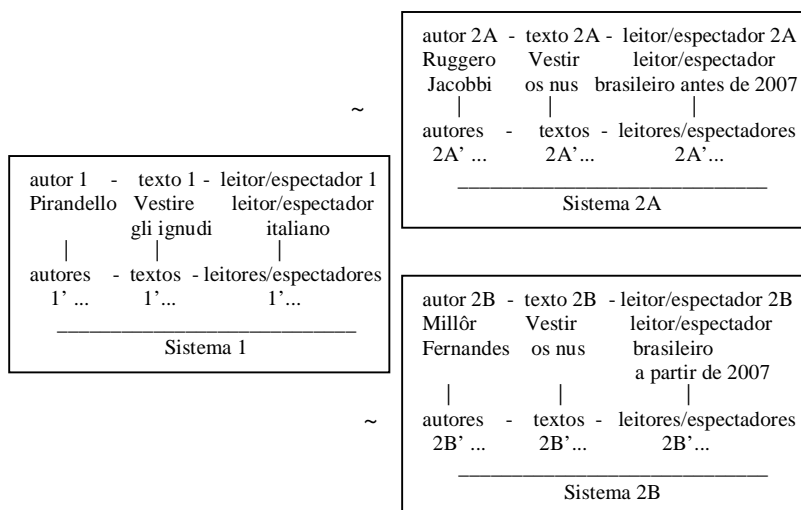 autor 2A - texto 2A - leitor/espectador 2A
Ruggero Vestir leitor/espectador
Jacobbi os nus brasileiro antes de 2007
| | |
autores - textos - leitores/espectadores
2A' ... 2A'... 2A'...
Sistema 2A
~
autor 1 - texto 1 - leitor/espectador 1
Pirandello Vestire leitor/espectador
gli ignudi italiano
| | |
autores - textos - leitores/espectadores
1' ... 1'... 1'...
Sistema 1
autor 2B - texto 2B - leitor/espectador 2B
Millôr Vestir leitor/espectador
Fernandes os nus brasileiro
a partir de 2007
| | |
autores - textos - leitores/espectadores
2B' ... 2B'... 2B'...
Sistema 2B
~